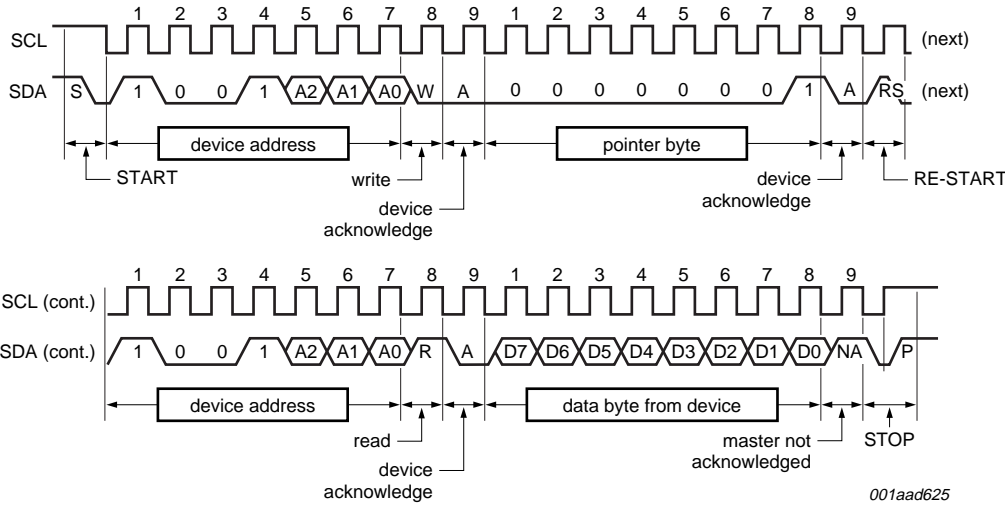 1 2 3 4 5 6 7 8 9 1 2 3 4 5 6 7 8 9
SCL (next)
SDA S 1 0 0 1 A2 A1 A0 W A 0 0 0 0 0 0 0 1 A RS (next)
device address pointer byte
START write device RE-START
device acknowledge
acknowledge
1 2 3 4 5 6 7 8 9 1 2 3 4 5 6 7 8 9
SCL (cont.)
SDA (cont.) 1 0 0 1 A2 A1 A0 R A D7 D6 D5 D4 D3 D2 D1 D0 NA P
device address data byte from device
read master not STOP
device acknowledged
acknowledge
001aad625